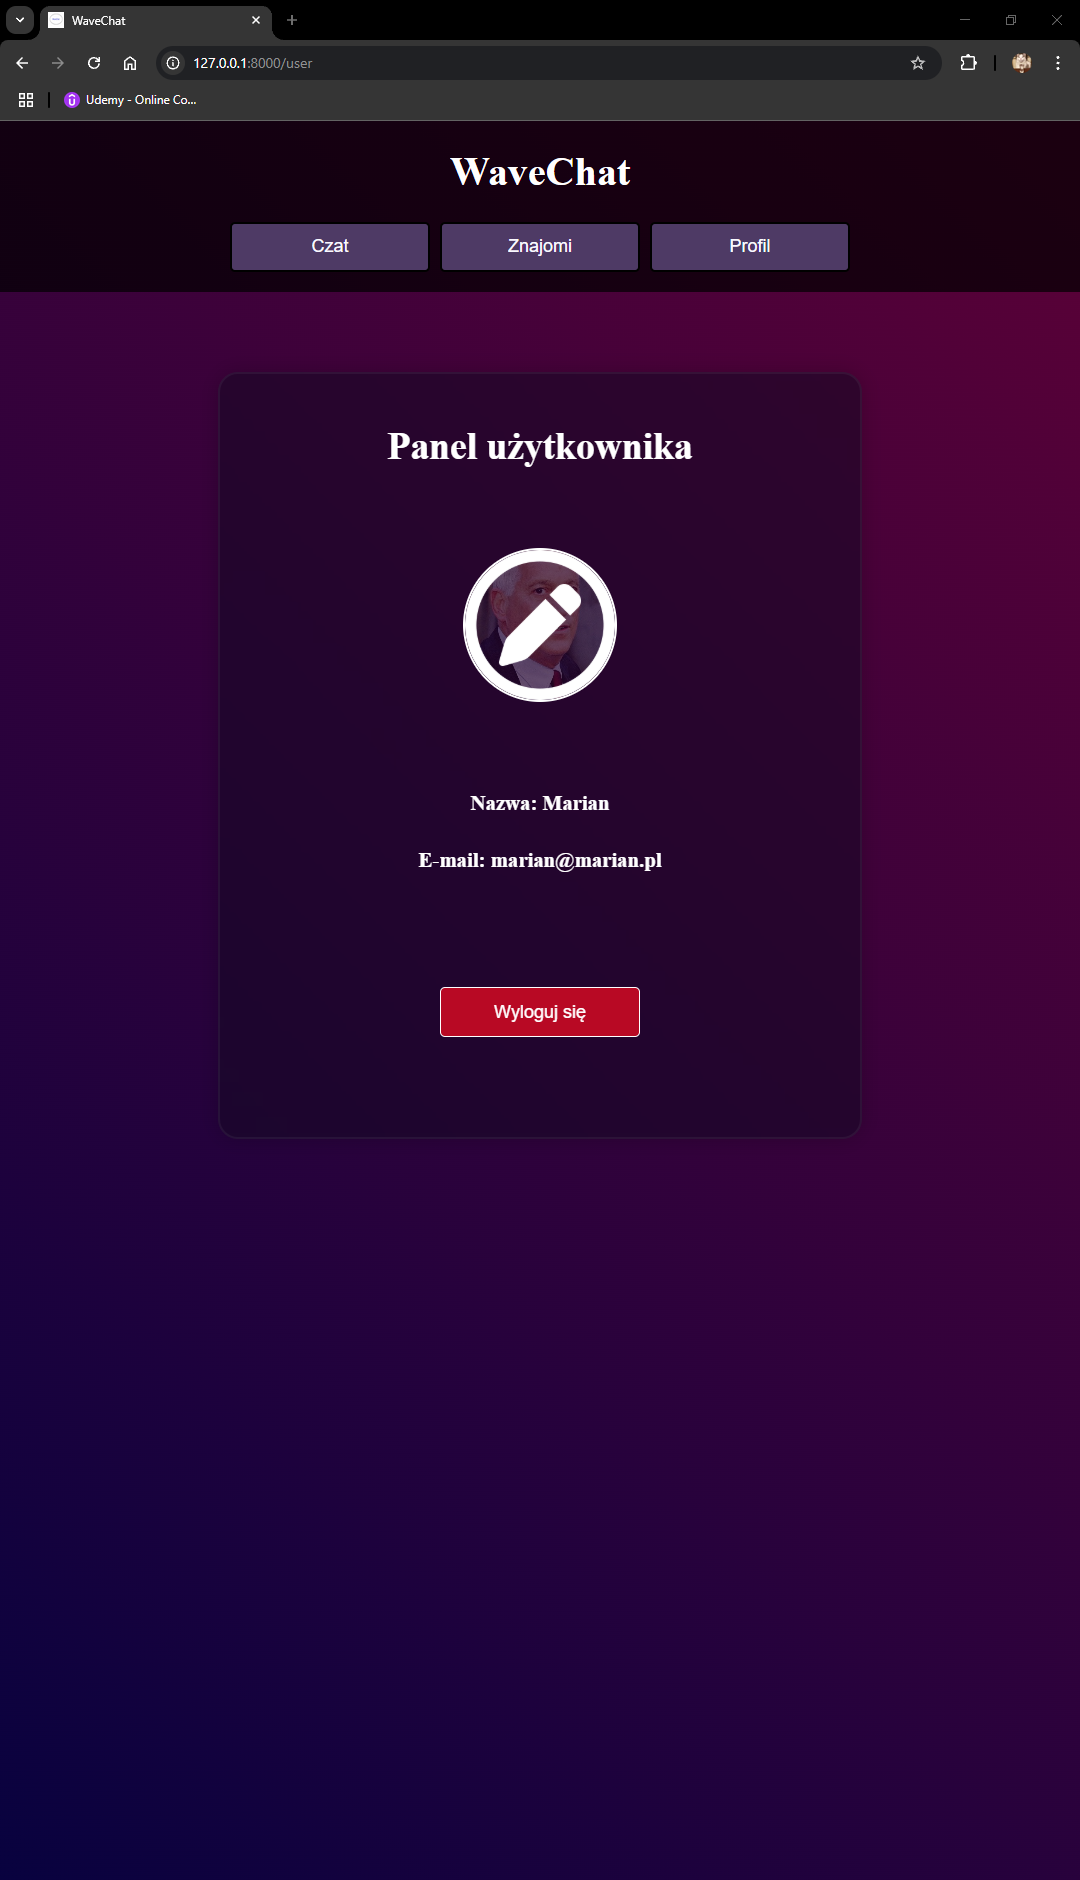 WaveChat
127.0.0.1:8000/user
Udemy - Online Co...
WaveChat
Czat
Znajomi
Profil
Panel użytkownika
Nazwa: Marian
E-mail: marian@marian.pl
Wyloguj się